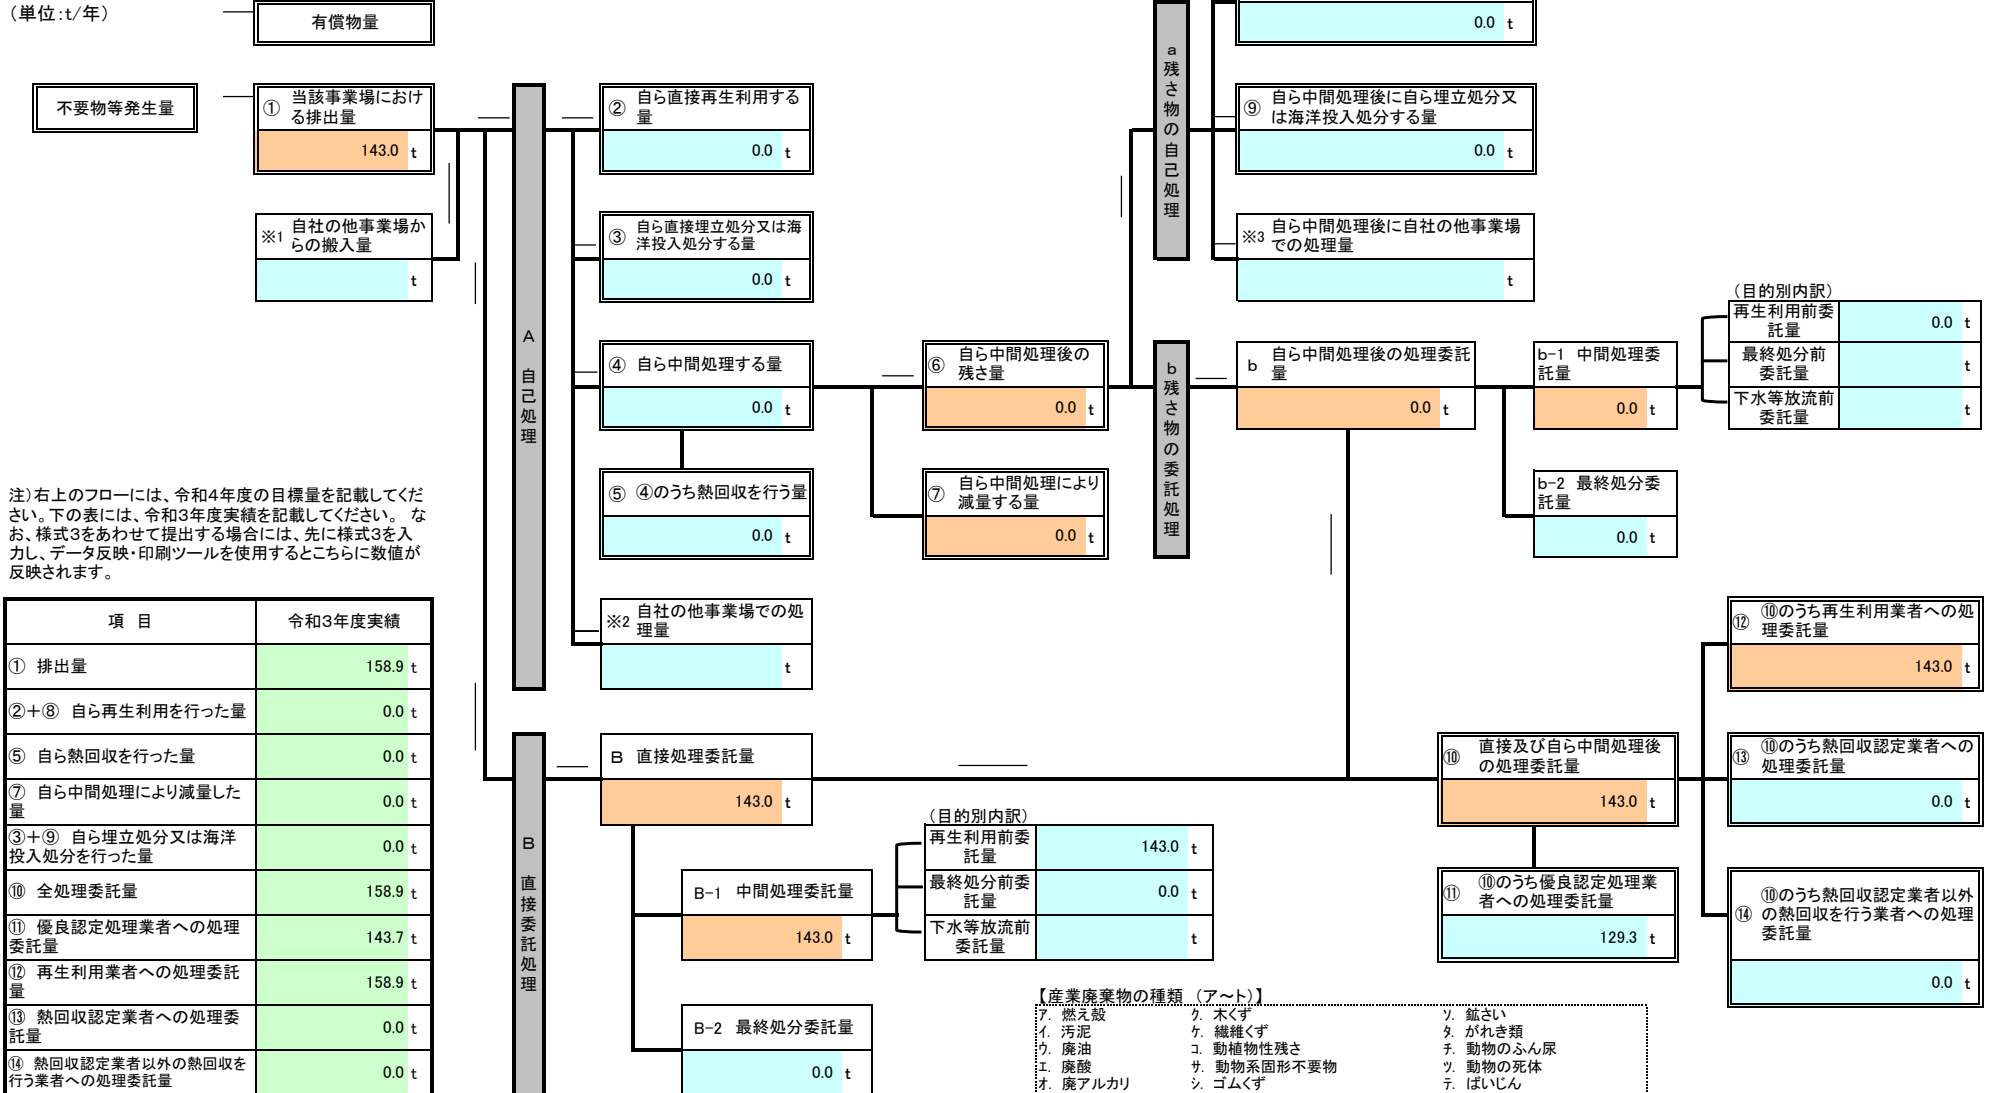 （単位：t/年）
有償物量
不要物等発生量
① 当該事業場におけ
る排出量
143.0 t
※1 自社の他事業場か
らの搬入量
t
A 自己処理
② 自ら直接再生利用する
量
0.0 t
③ 自ら直接埋立処分又は海
洋投入処分する量
0.0 t
④ 自ら中間処理する量
0.0 t
⑤ ④のうち熱回収を行う量
0.0 t
※2 自社の他事業場での処
理量
t
⑥ 自ら中間処理後の
残さ量
0.0 t
⑦ 自ら中間処理により
減量する量
0.0 t
a 残さ物の自己処理
0.0 t
⑨ 自ら中間処理後に自ら埋立処分又
は海洋投入処分する量
0.0 t
※3 自ら中間処理後に自社の他事業場
での処理量
t
b 残さ物の委託処理
b 自ら中間処理後の処理委託
量
0.0 t
b-1 中間処理委
託量
0.0 t
b-2 最終処分委
託量
0.0 t
（目的別内訳）
再生利用前委
託量
0.0 t
最終処分前
委託量
t
下水等放流前
委託量
t
注）右上のフローには、令和4年度の目標量を記載してくだ
さい。下の表には、令和3年度実績を記載してください。 な
お、様式3をあわせて提出する場合には、先に様式3を入
力し、データ反映・印刷ツールを使用するとこちらに数値が
反映されます。
項 目 令和3年度実績
① 排出量 158.9 t
②+⑧ 自ら再生利用を行った量 0.0 t
⑤ 自ら熱回収を行った量 0.0 t
⑦ 自ら中間処理により減量した
量 0.0 t
③+⑨ 自ら埋立処分又は海洋
投入処分を行った量 0.0 t
⑩ 全処理委託量 158.9 t
⑪ 優良認定処理業者への処理
委託量 143.7 t
⑫ 再生利用業者への処理委託
量 158.9 t
⑬ 熱回収認定業者への処理委
託量 0.0 t
⑭ 熱回収認定業者以外の熱回収を
行う業者への処理委託量 0.0 t
B 直接委託処理
B 直接処理委託量
143.0 t
B-1 中間処理委託量
143.0 t
B-2 最終処分委託量
0.0 t
（目的別内訳）
再生利用前委
託量
143.0 t
最終処分前委
託量
0.0 t
下水等放流前
委託量
t
⑩ 直接及び自ら中間処理後
の処理委託量
143.0 t
⑪ ⑩のうち優良認定処理業
者への処理委託量
129.3 t
⑫ ⑩のうち再生利用業者への処
理委託量
143.0 t
⑬ ⑩のうち熱回収認定業者への
処理委託量
0.0 t
⑭ ⑩のうち熱回収認定業者以外
の熱回収を行う業者への処理
委託量
0.0 t
【産業廃棄物の種類 （ア～ト）】
ア. 燃え殻 ク. 木くず ソ. 鉱さい
イ. 汚泥 ケ. 繊維くず タ. がれき類
ウ. 廃油 コ. 動植物性残さ チ. 動物のふん尿
エ. 廃酸 サ. 動物系固形不要物 ツ. 動物の死体
オ. 廃アルカリ シ. ゴムくず テ. ばいじん